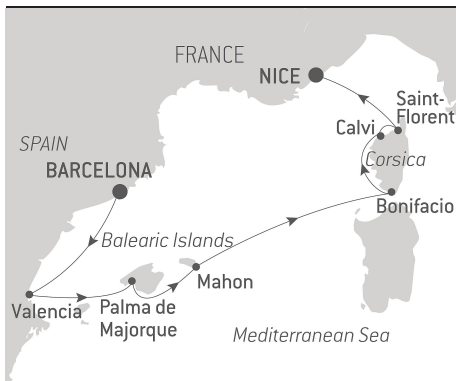 FRANCE
NICE
Saint-
Florent
Calvi
SPAIN
Corsica
BARCELONA
Bonifacio
Balearic Islands
Mahon
Valencia
Palma de
Majorque
Mediterranean Sea